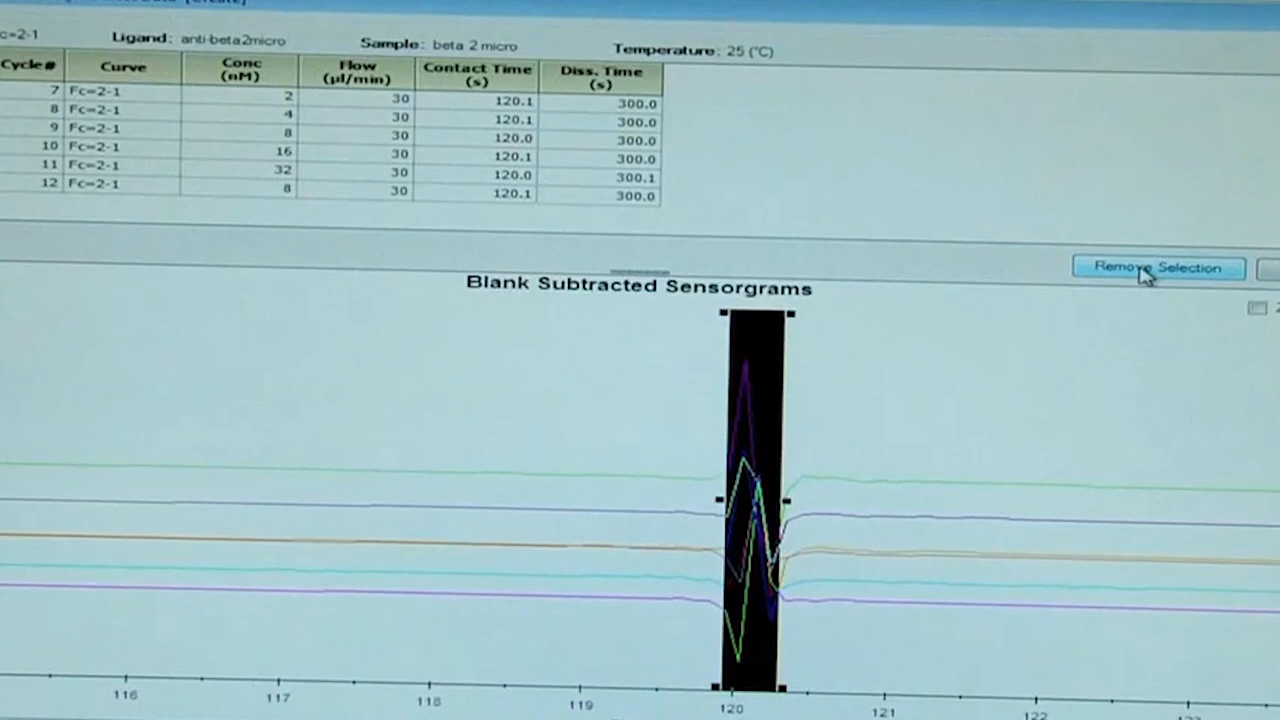 c=2-1 Ligand: anti-beta2micro Sample: beta 2 micro Temperature: 25 (°C)
Cycle# Curve Conc (nM) Flow (µl/min) Contact Time (s) Diss. Time (s)
7 Fc=2-1 2 30 120.1 300.0
8 Fc=2-1 4 30 120.1 300.0
9 Fc=2-1 8 30 120.0 300.0
10 Fc=2-1 16 30 120.1 300.0
11 Fc=2-1 32 30 120.0 300.1
12 Fc=2-1 8 30 120.1 300.0
Remove Selection
Blank Subtracted Sensorgrams
116 117 118 119 120 121 122